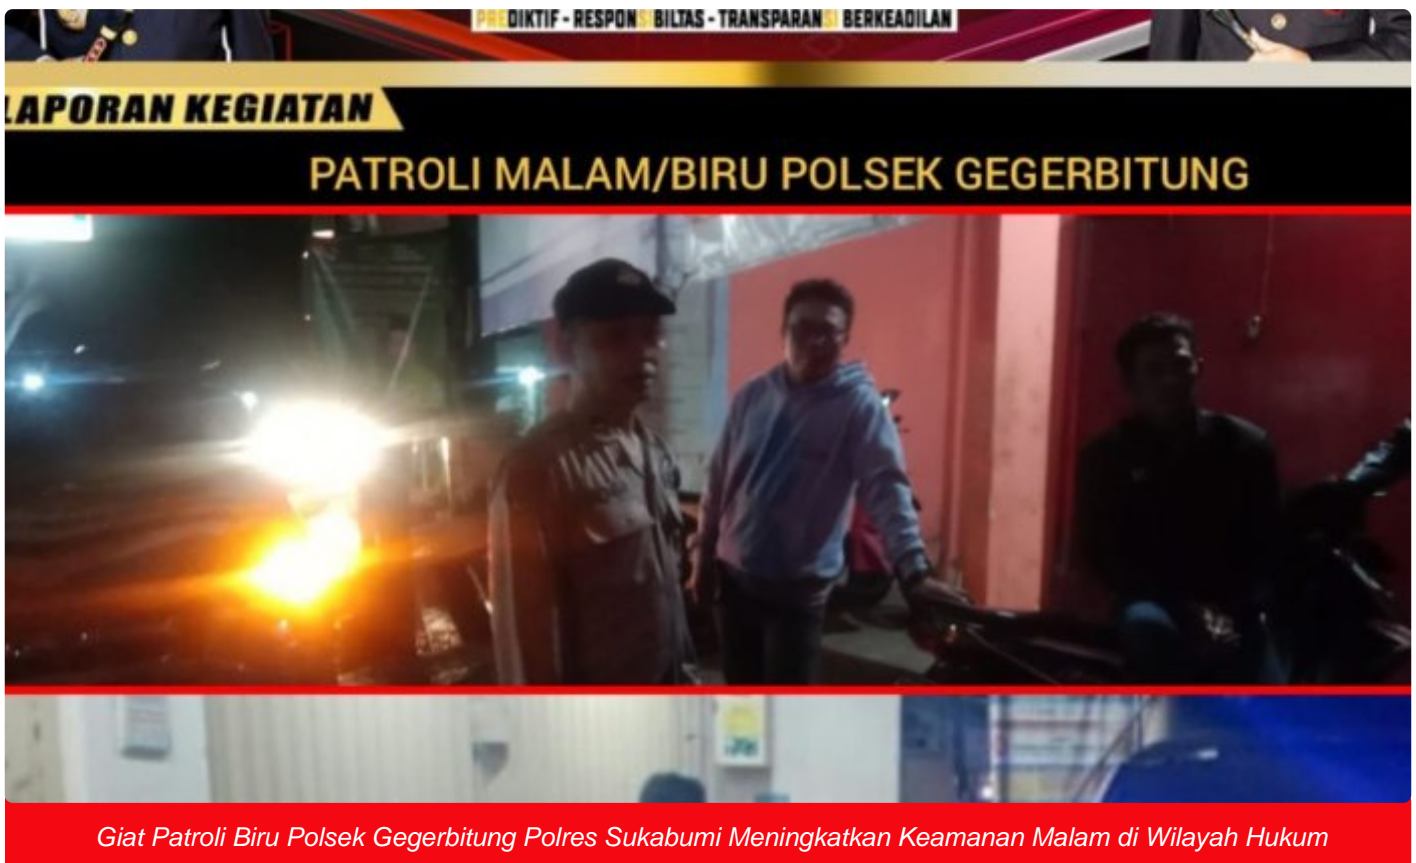 PREDIKTIF - RESPONSIBILTAS - TRANSPARANSI BERKEADILAN
LAPORAN KEGIATAN
PATROLI MALAM/BIRU POLSEK GEGERBITUNG
Giat Patroli Biru Polsek Gegerbitung Polres Sukabumi Meningkatkan Keamanan Malam di Wilayah Hukum